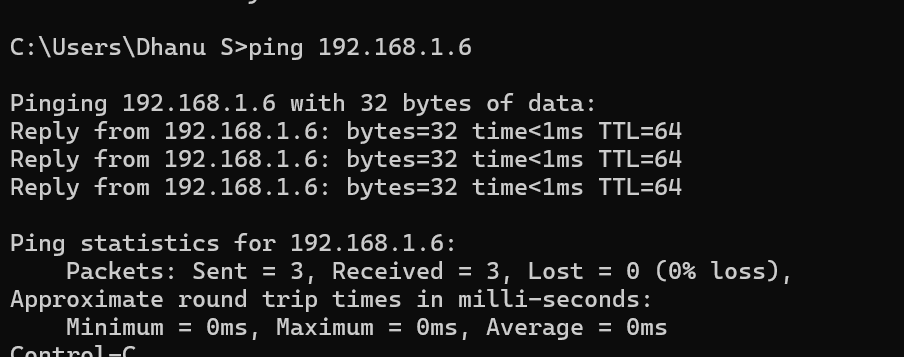 C:\Users\Dhanu S>ping 192.168.1.6
Pinging 192.168.1.6 with 32 bytes of data:
Reply from 192.168.1.6: bytes=32 time<1ms TTL=64
Reply from 192.168.1.6: bytes=32 time<1ms TTL=64
Reply from 192.168.1.6: bytes=32 time<1ms TTL=64
Ping statistics for 192.168.1.6:
    Packets: Sent = 3, Received = 3, Lost = 0 (0% loss),
Approximate round trip times in milli-seconds:
    Minimum = 0ms, Maximum = 0ms, Average = 0ms
Control-C